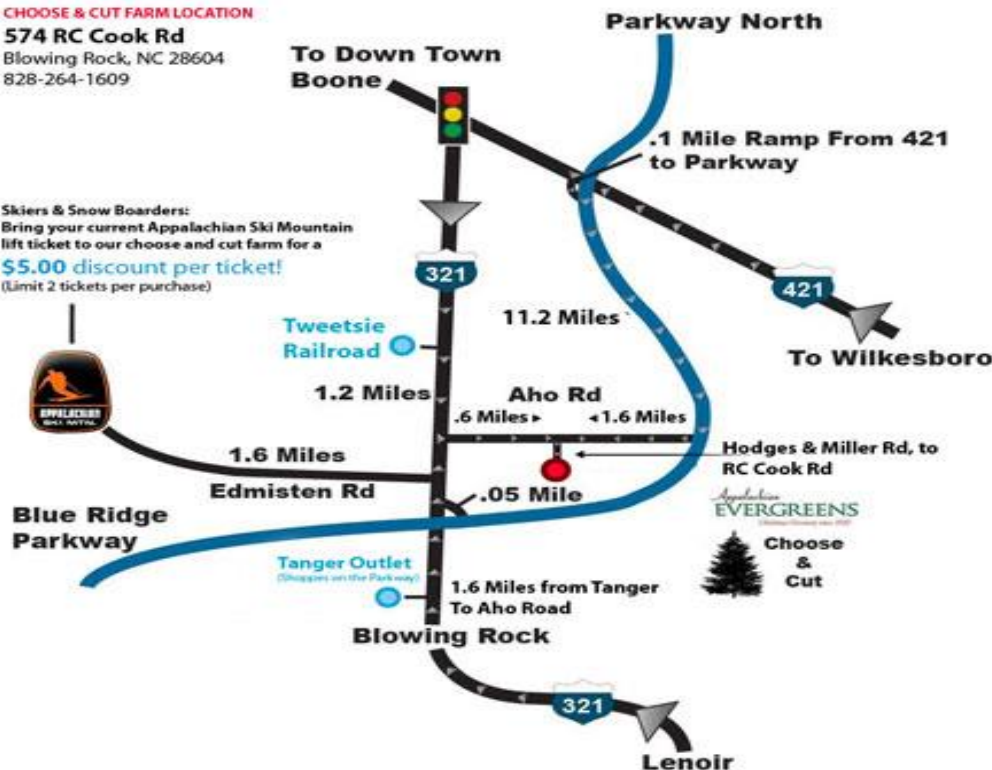 CHOOSE & CUT FARM LOCATION
574 RC Cook Rd
Blowing Rock, NC 28604
828-264-1609
Parkway North
To Down Town
Boone
.1 Mile Ramp From 421
to Parkway
Skiers & Snow Boarders:
Bring your current Appalachian Ski Mountain
lift ticket to our choose and cut farm for a
$5.00 discount per ticket!
(Limit 2 tickets per purchase)
321
421
11.2 Miles
Tweetsie
Railroad
To Wilkesboro
1.2 Miles
Aho Rd
.6 Miles
1.6 Miles
APPALACHIAN
SKI MTN.
Hodges & Miller Rd, to
RC Cook Rd
1.6 Miles
Edmisten Rd
.05 Mile
Appalachian
EVERGREENS
Blue Ridge
Parkway
Choose
&
Cut
Tanger Outlet
(Shoppes on the Parkway)
1.6 Miles from Tanger
To Aho Road
Blowing Rock
321
Lenoir